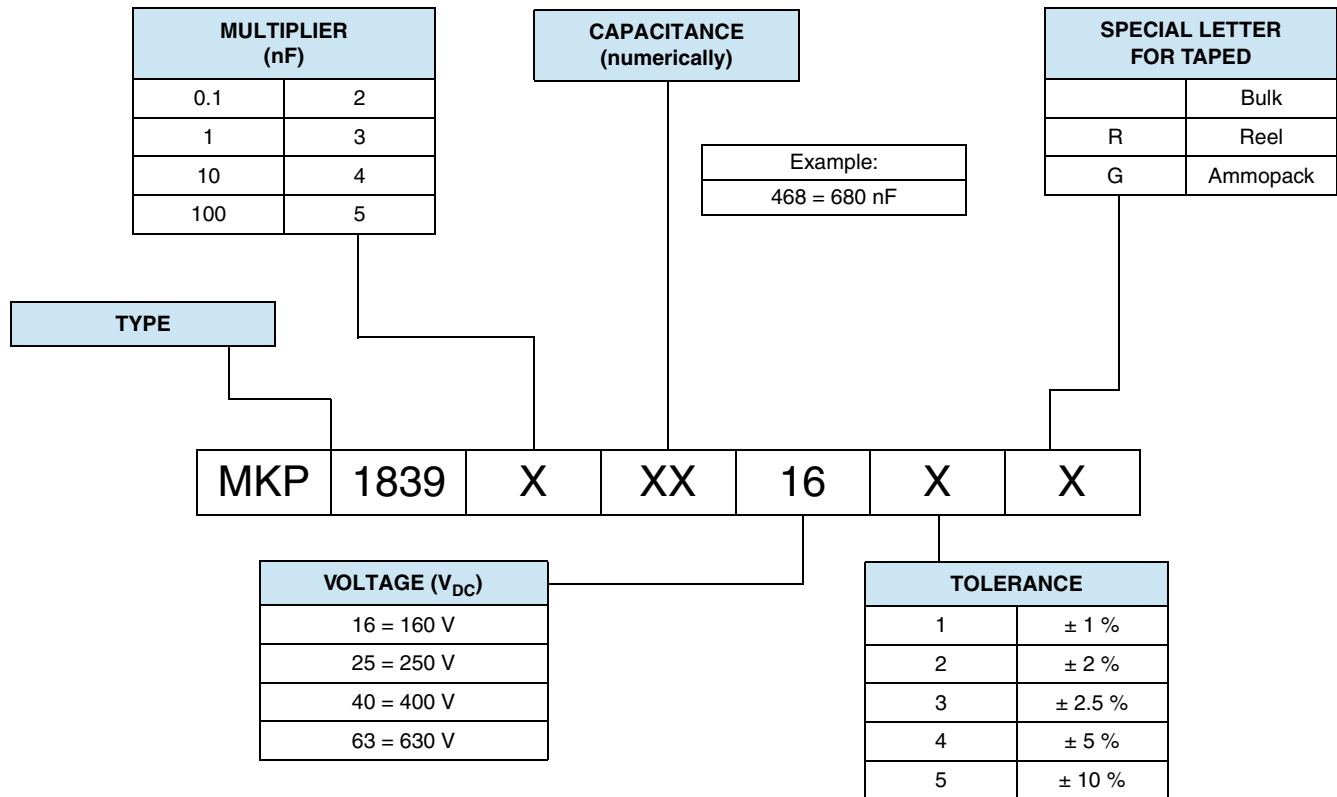 MULTIPLIER
(nF)
0.1 2
1 3
10 4
100 5
CAPACITANCE
(numerically)
Example:
468 = 680 nF
SPECIAL LETTER
FOR TAPED
Bulk
R Reel
G Ammopack
TYPE
MKP 1839 X XX 16 X X
VOLTAGE (VDC)
16 = 160 V
25 = 250 V
40 = 400 V
63 = 630 V
TOLERANCE
1 ± 1 %
2 ± 2 %
3 ± 2.5 %
4 ± 5 %
5 ± 10 %